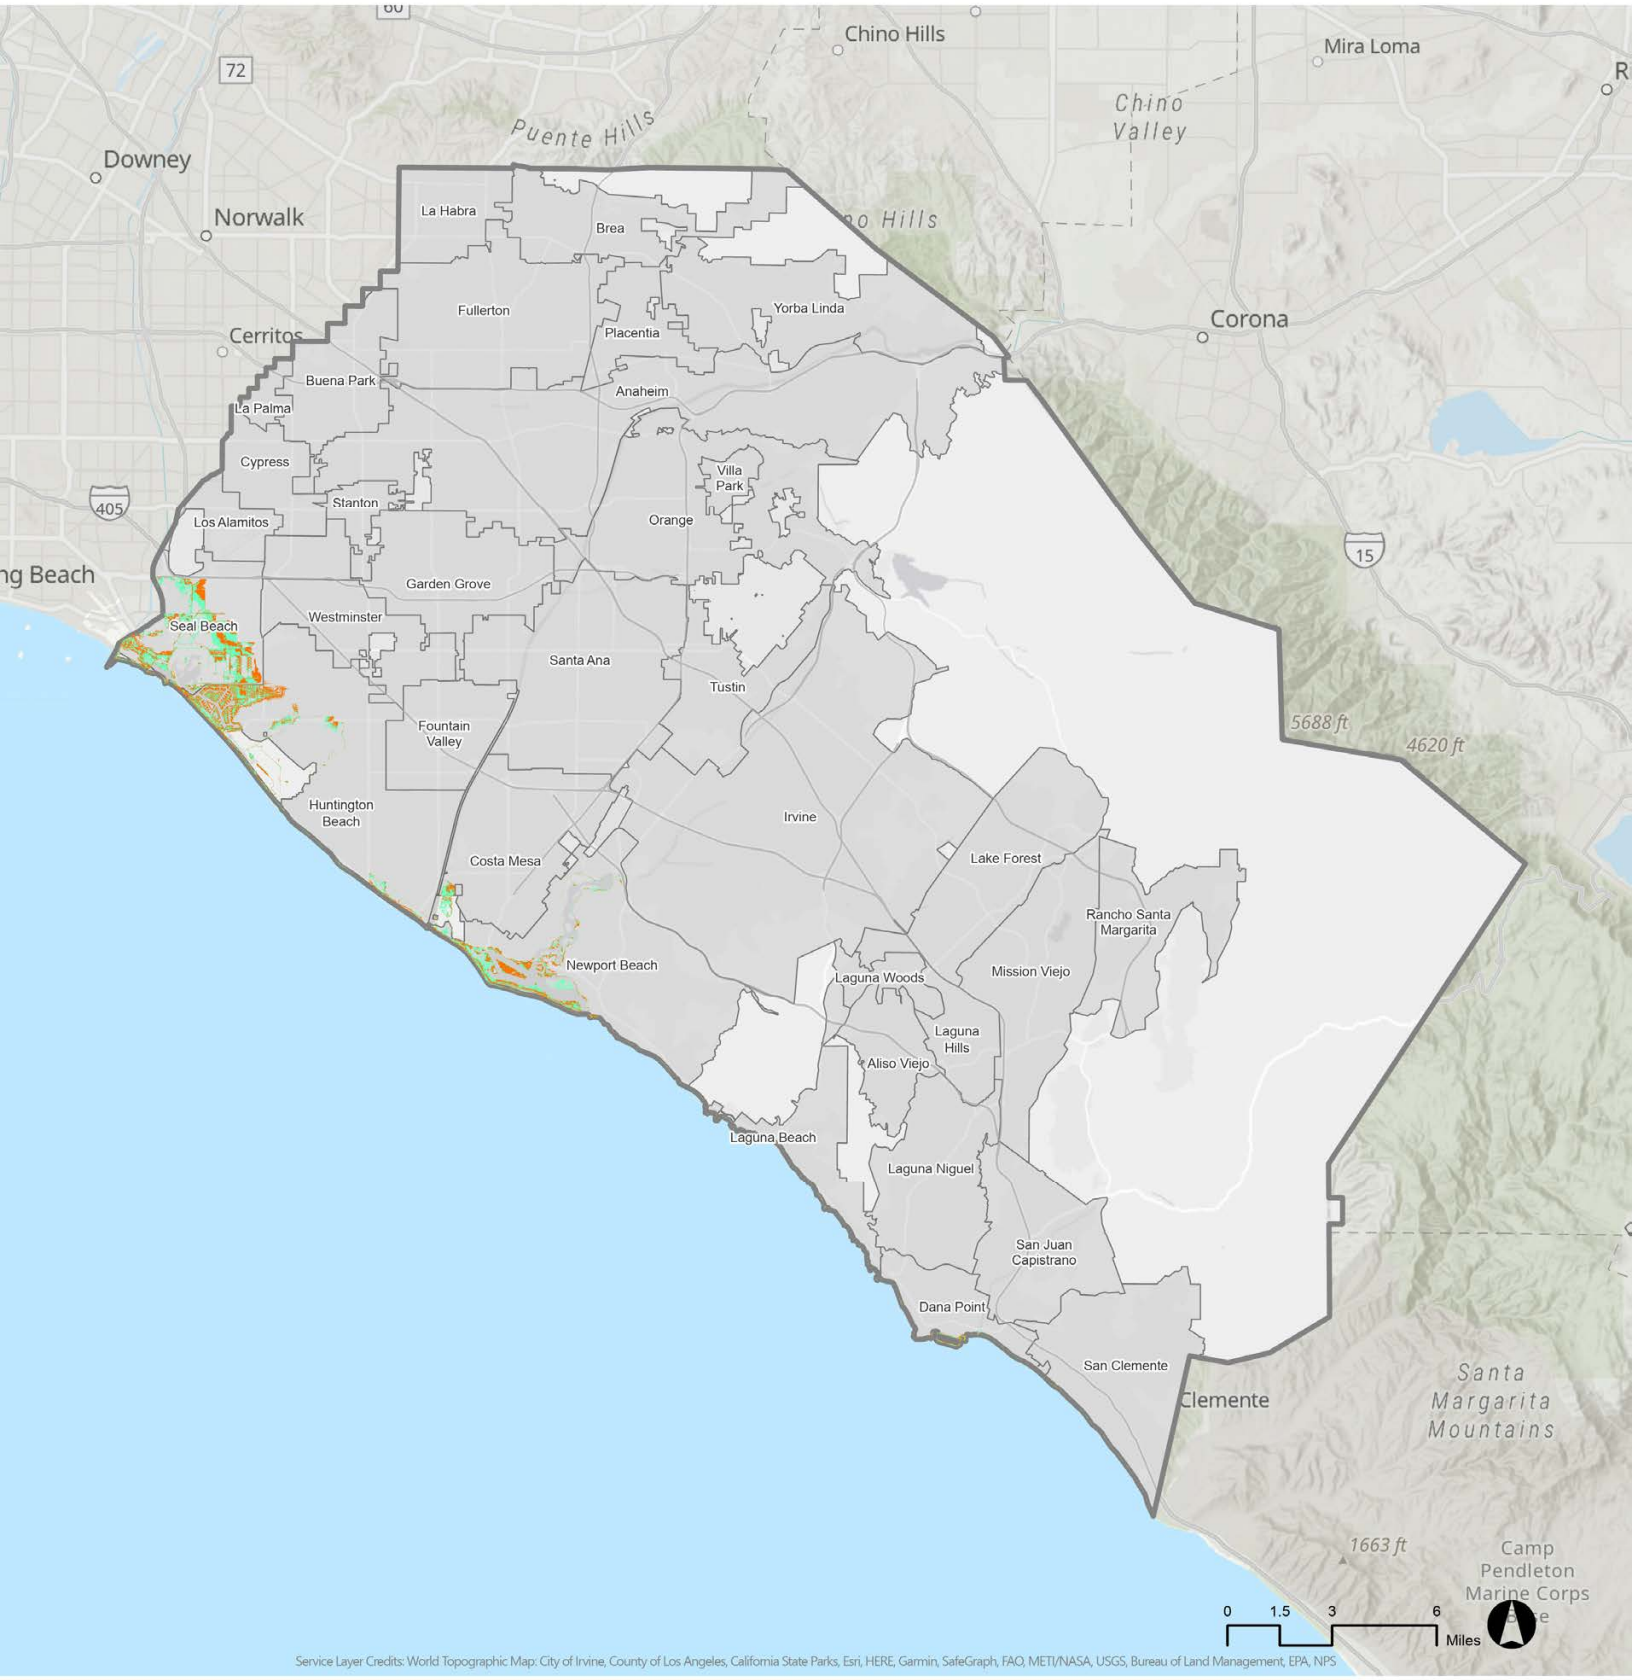 60
Chino Hills
Mira Loma
72
Chino
Valley
Puente Hills
Downey
Norwalk
La Habra
Brea
no Hills
Fullerton
Yorba Linda
Corona
Placentia
Cerritos
Buena Park
Anaheim
La Palma
Cypress
Villa
Park
405
Stanton
Los Alamitos
Orange
15
ng Beach
Garden Grove
Westminster
Seal Beach
Santa Ana
Tustin
5688 ft
4620 ft
Fountain
Valley
Huntington
Beach
Irvine
Costa Mesa
Lake Forest
Rancho Santa
Margarita
Newport Beach
Laguna Woods
Mission Viejo
Laguna
Hills
Aliso Viejo
Laguna Beach
Laguna Niguel
San Juan
Capistrano
Dana Point
San Clemente
Clemente
Santa
Margarita
Mountains
1663 ft
Camp
Pendleton
Marine Corps
0 1.5 3 6
Miles
Service Layer Credits: World Topographic Map: City of Irvine, County of Los Angeles, California State Parks, Esri, HERE, Garmin, SafeGraph, FAO, METI/NASA, USGS, Bureau of Land Management, EPA, NPS